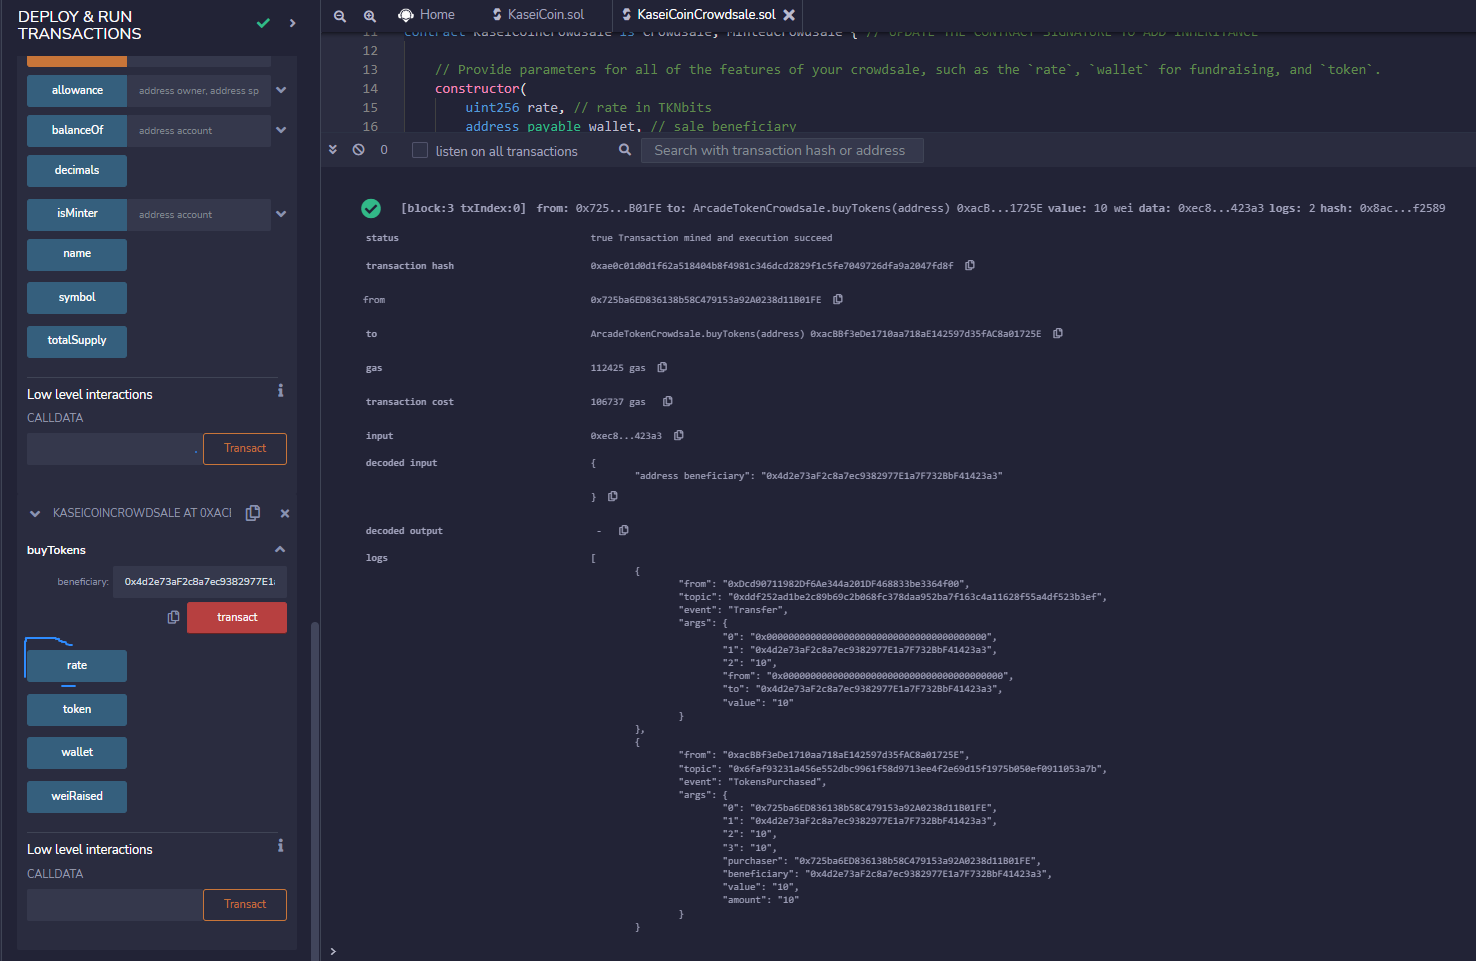 DEPLOY & RUN
TRANSACTIONS
allowance
address owner, address sp
balanceOf
address account
decimals
isMinter
address account
name
symbol
totalSupply
Low level interactions
CALLDATA
Transact
KASEICOINCROWDSALE AT 0XACI
buyTokens
beneficiary:
0x4d2e73aF2c8a7ec9382977E1a
transact
rate
token
wallet
weiRaised
Low level interactions
CALLDATA
Transact
Home
KaseiCoin.sol
KaseiCoinCrowdsale.sol
11 contract KaseiCoinCrowdsale is Crowdsale, MintedCrowdsale { // UPDATE THE CONTRACT SIGNATURE TO ADD INHERITANCE
12
13 // Provide parameters for all of the features of your crowdsale, such as the `rate`, `wallet` for fundraising, and `token`.
14 constructor(
15 uint256 rate, // rate in TKNbits
16 address payable wallet, // sale beneficiary
0
listen on all transactions
Search with transaction hash or address
[block:3 txIndex:0] from: 0x725...B01FE to: ArcadeTokenCrowdsale.buyTokens(address) 0xacB...1725E value: 10 wei data: 0xec8...423a3 logs: 2 hash: 0x8ac...f2589
status true Transaction mined and execution succeed
transaction hash 0xae0c01d0d1f62a518404b8f4981c346dcd2829f1c5fe7049726dfa9a2047fd8f
from 0x725ba6ED836138b58C479153a92A0238d11B01FE
to ArcadeTokenCrowdsale.buyTokens(address) 0xacBBf3eDe1710aa718aE142597d35fAC8a01725E
gas 112425 gas
transaction cost 106737 gas
input 0xec8...423a3
decoded input {
"address beneficiary": "0x4d2e73aF2c8a7ec9382977E1a7F732BbF41423a3"
}
decoded output -
logs [
{
"from": "0xDcd90711982Df6Ae344a201DF468833be3364f00",
"topic": "0xddf252ad1be2c89b69c2b068fc378daa952ba7f163c4a11628f55a4df523b3ef",
"event": "Transfer",
"args": {
"0": "0x0000000000000000000000000000000000000000",
"1": "0x4d2e73aF2c8a7ec9382977E1a7F732BbF41423a3",
"2": "10",
"from": "0x0000000000000000000000000000000000000000",
"to": "0x4d2e73aF2c8a7ec9382977E1a7F732BbF41423a3",
"value": "10"
}
},
{
"from": "0xacBBf3eDe1710aa718aE142597d35fAC8a01725E",
"topic": "0x6faf93231a456e552dbc9961f58d9713ee4f2e69d15f1975b050ef0911053a7b",
"event": "TokensPurchased",
"args": {
"0": "0x725ba6ED836138b58C479153a92A0238d11B01FE",
"1": "0x4d2e73aF2c8a7ec9382977E1a7F732BbF41423a3",
"2": "10",
"3": "10",
"purchaser": "0x725ba6ED836138b58C479153a92A0238d11B01FE",
"beneficiary": "0x4d2e73aF2c8a7ec9382977E1a7F732BbF41423a3",
"value": "10",
"amount": "10"
}
}
>